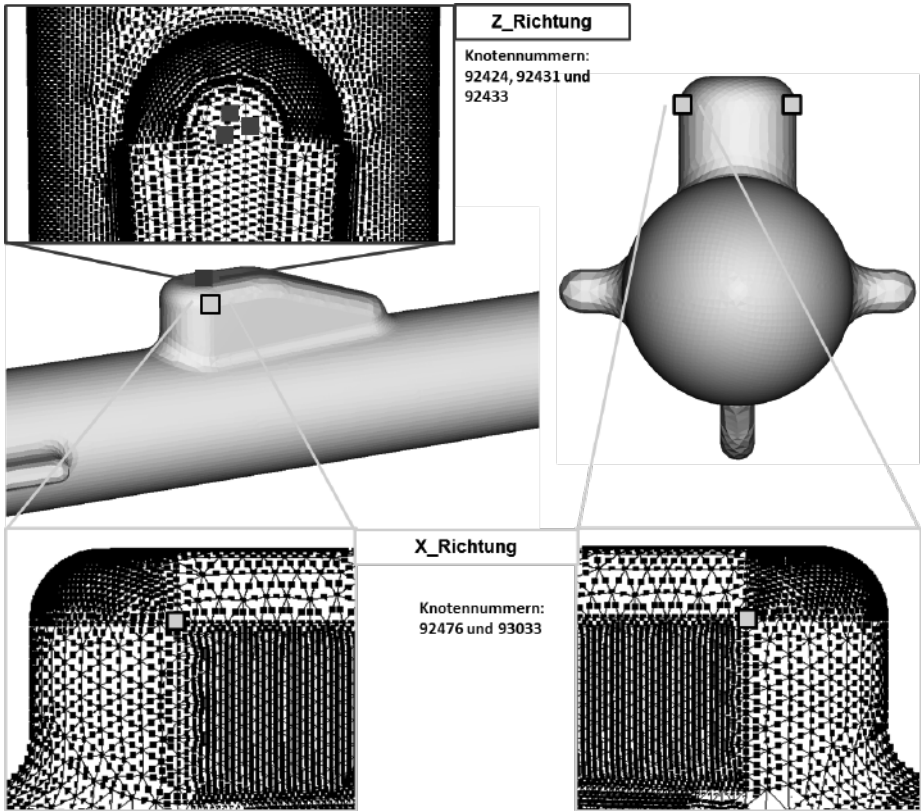 Z_Richtung
Knotennummern:
92424, 92431 und
92433
X_Richtung
Knotennummern:
92476 und 93033